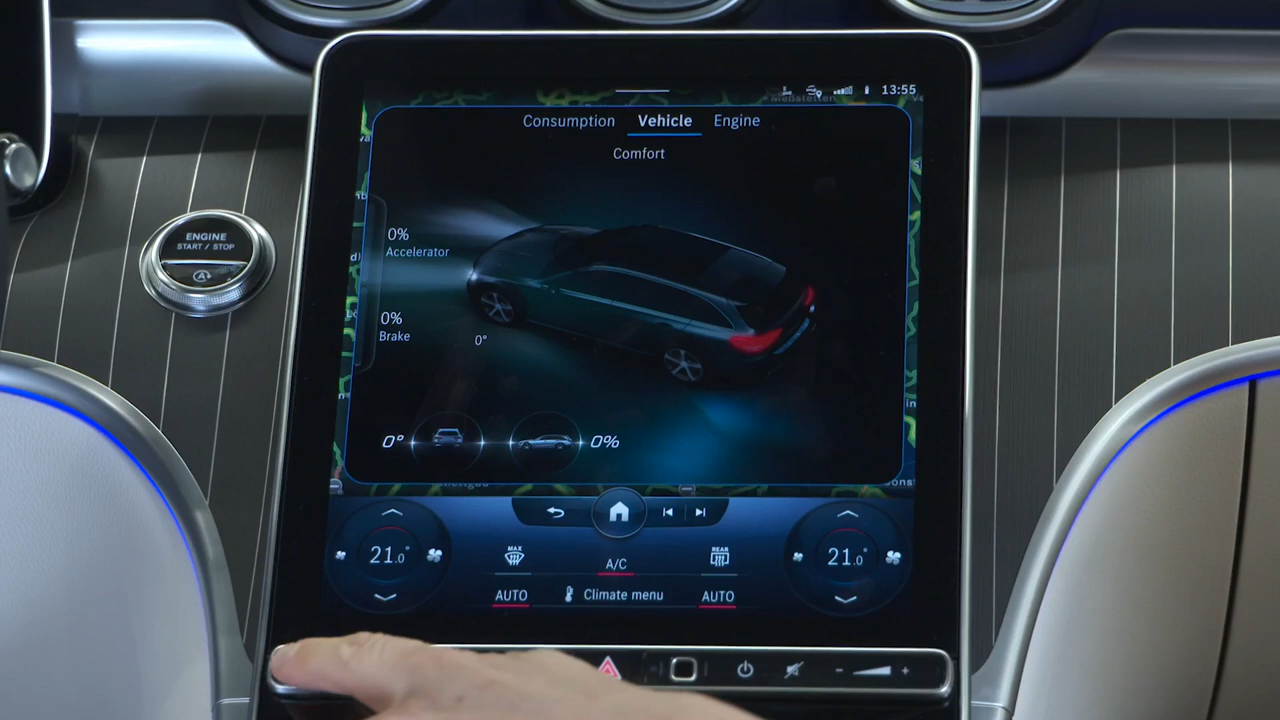 13:55
Meßstetten
Consumption Vehicle Engine
Comfort
ENGINE
START / STOP
A
0%
Accelerator
0%
Brake
0°
0° 0%
MAX
REAR
21.0°
A/C
21.0°
AUTO Climate menu AUTO
- +